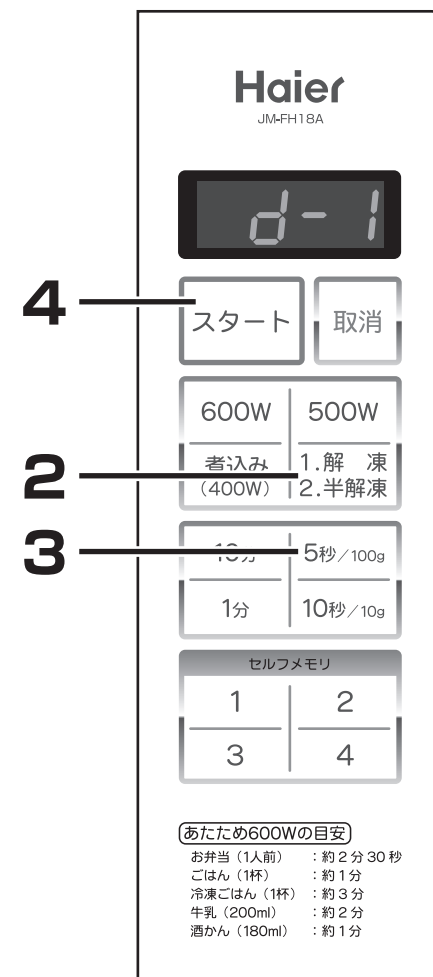 Haier
JM-FH18A
d-1
4
スタート
取消
600W
500W
2
煮込み
(400W)
1.解 凍
2.半解凍
3
5秒/100g
1分
10秒/10g
セルフメモリ
1
2
3
4
あたため600Wの目安
お弁当(1人前) :約2分30秒
ごはん(1杯) :約1分
冷凍ごはん(1杯) :約3分
牛乳(200ml) :約2分
酒かん(180ml) :約1分